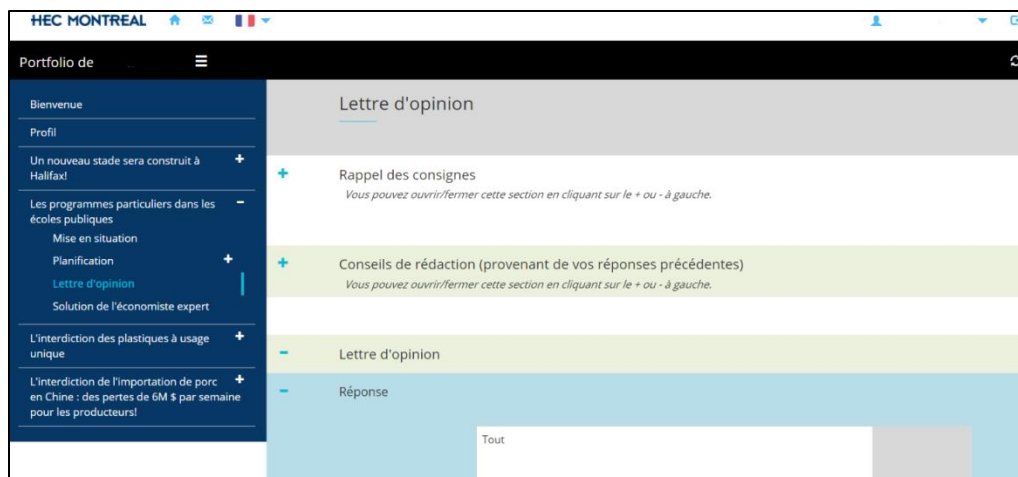 HEC MONTREAL
Portfolio de
Bienvenue
Profil
Un nouveau stade sera construit à
Halifax!
Les programmes particuliers dans les
écoles publiques
Mise en situation
Planification
Lettre d'opinion
Solution de l'économiste expert
L'interdiction des plastiques à usage
unique
L'interdiction de l'importation de porc
en Chine : des pertes de 6M $ par semaine
pour les producteurs!
Lettre d'opinion
Rappel des consignes
Vous pouvez ouvrir/fermer cette section en cliquant sur le + ou - à gauche.
Conseils de rédaction (provenant de vos réponses précédentes)
Vous pouvez ouvrir/fermer cette section en cliquant sur le + ou - à gauche.
Lettre d'opinion
Réponse
Tout